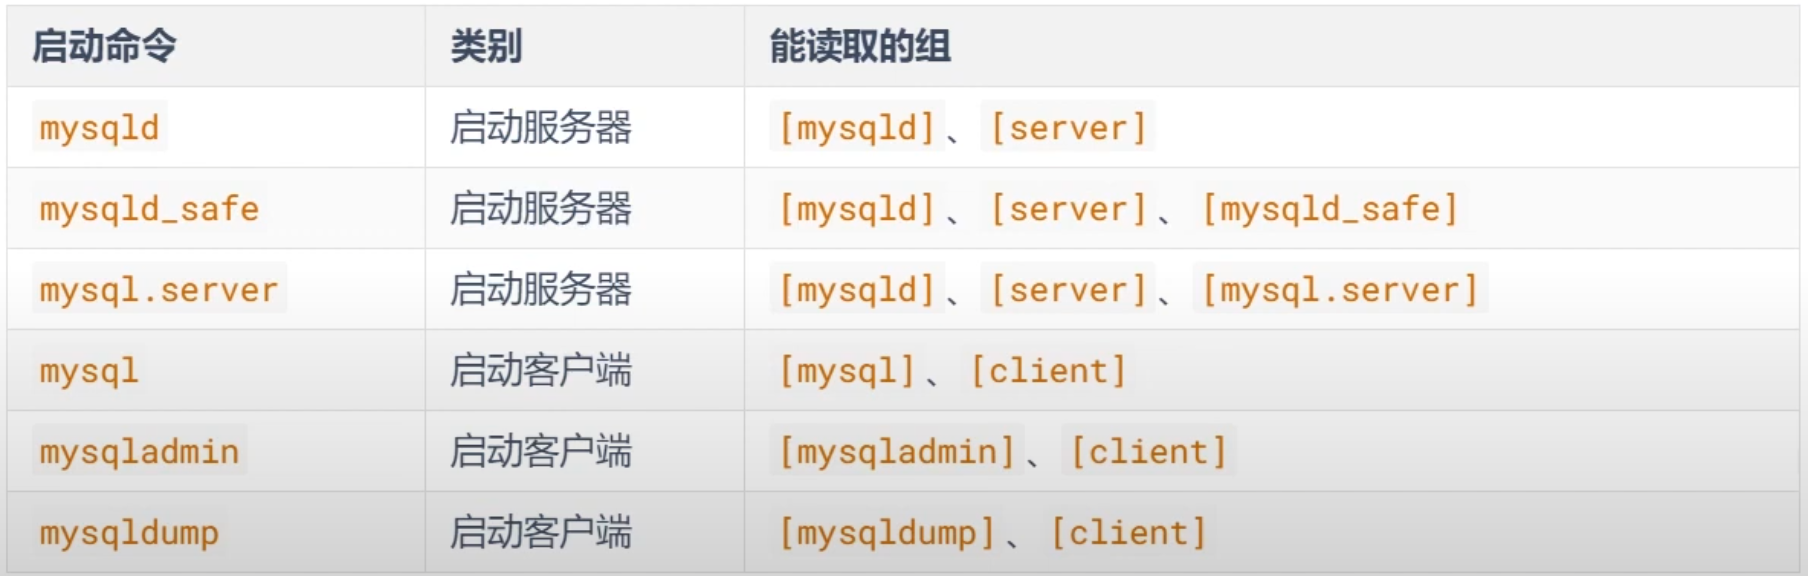 启动命令 类别 能读取的组
mysqld 启动服务器 [mysqld]、[server]
mysqld_safe 启动服务器 [mysqld]、[server]、[mysqld_safe]
mysql.server 启动服务器 [mysqld]、[server]、[mysql.server]
mysql 启动客户端 [mysql]、[client]
mysqladmin 启动客户端 [mysqladmin]、[client]
mysqldump 启动客户端 [mysqldump]、[client]